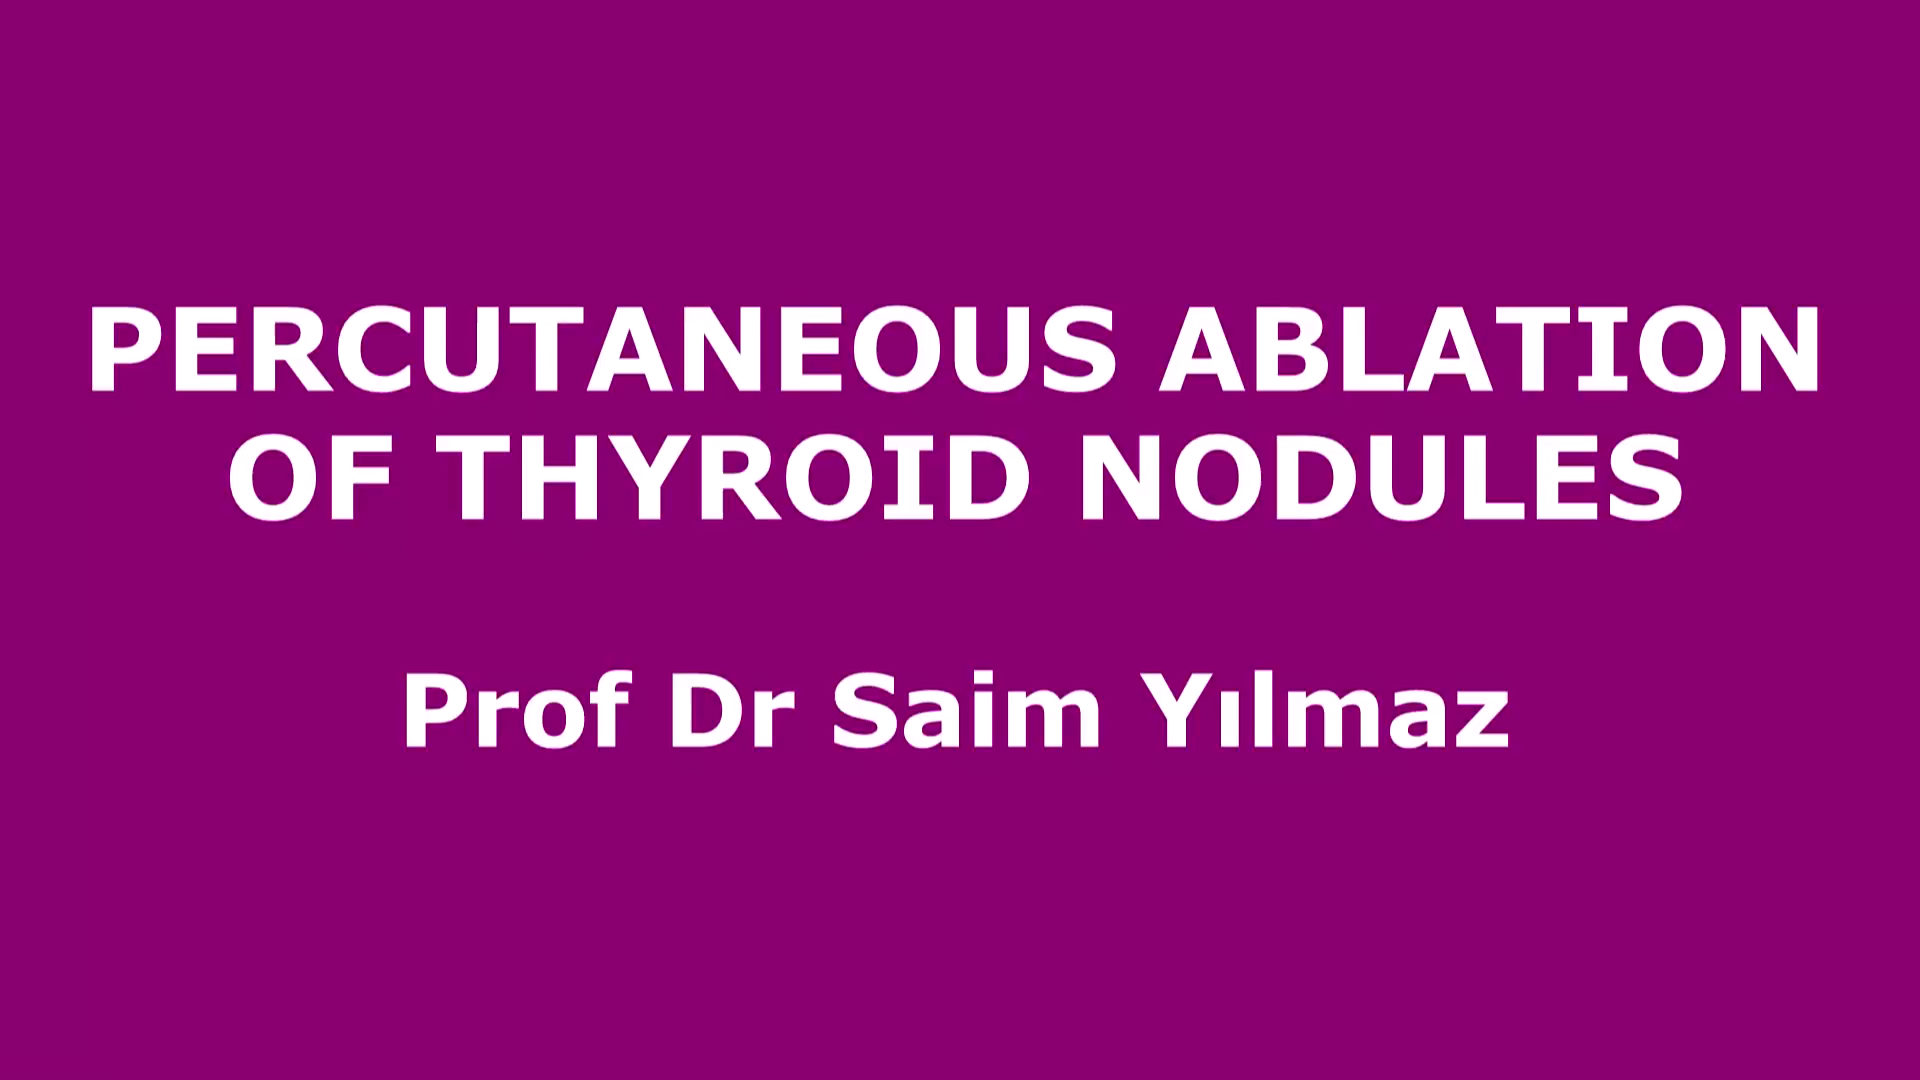 PERCUTANEOUS ABLATION
OF THYROID NODULES
Prof Dr Saim Yılmaz